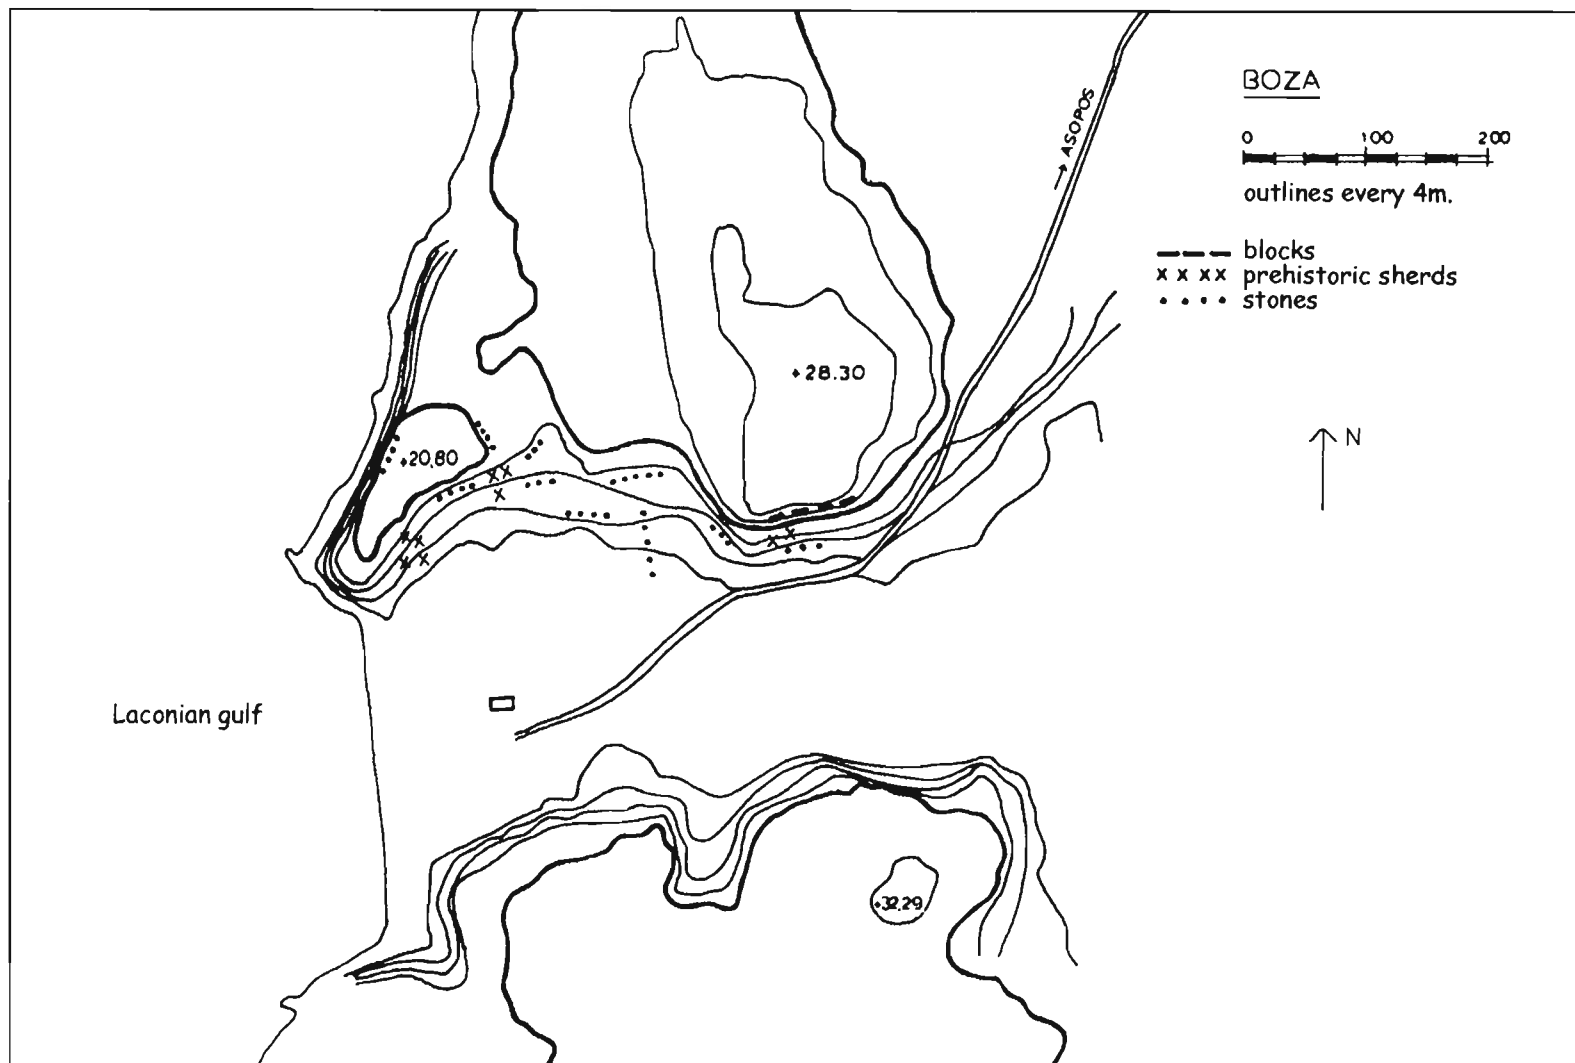 BOZA
0 100 200
outlines every 4m.
blocks
x x xx prehistoric sherds
stones
→ ASOPOS
+28.30
+20,80
N
Laconian gulf
+32.29